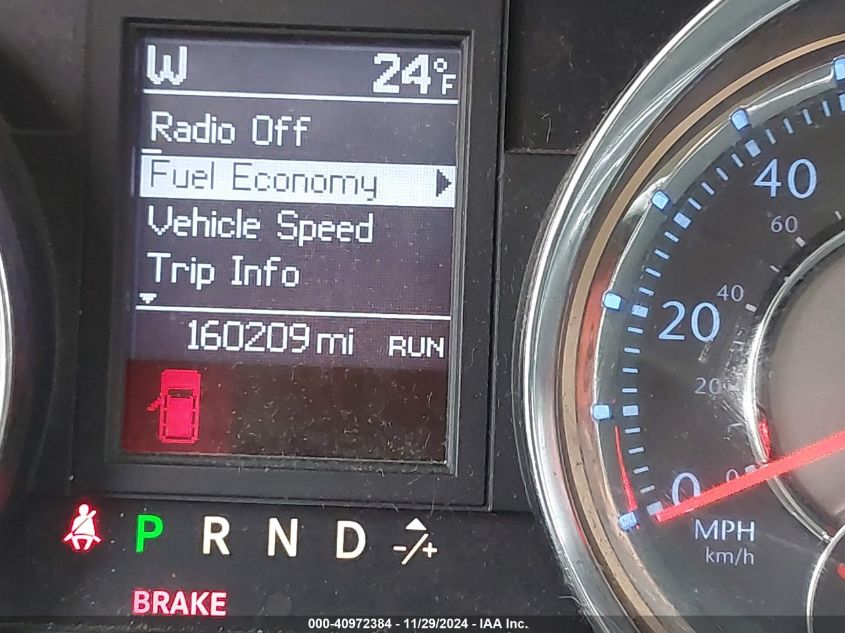 W 24°F
Radio Off
Fuel Economy
Vehicle Speed
Trip Info
160209 mi RUN
40
60
40
20
20
0 0
MPH
km/h
P R N D -/+
BRAKE
000-40972384 | 11/29/2024 - IAA Inc.